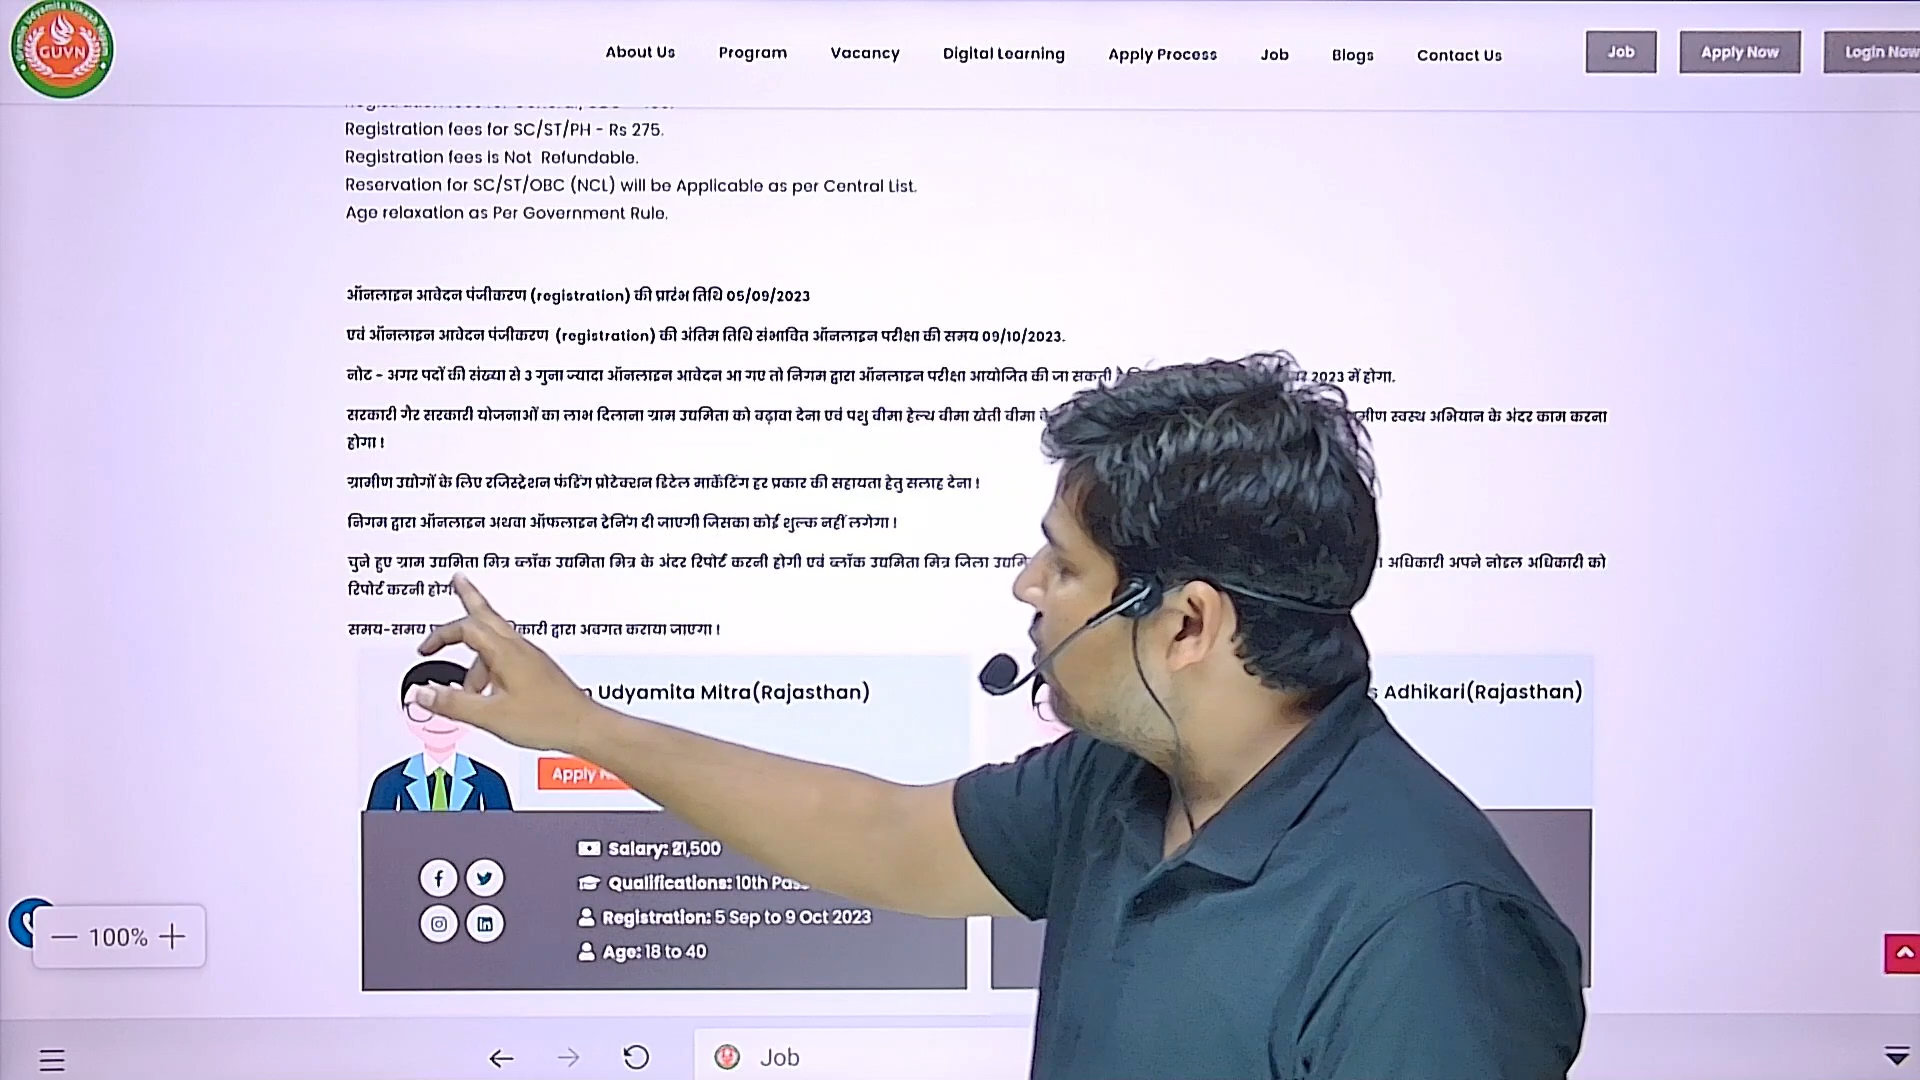 GUVN
About Us Program Vacancy Digital Learning Apply Process Job Blogs Contact Us Job Apply Now Login Now
Registration fees for SC/ST/PH - Rs 275.
Registration fees is Not Refundable.
Reservation for SC/ST/OBC (NCL) will be Applicable as per Central List.
Age relaxation as Per Government Rule.
ऑनलाइन आवेदन पंजीकरण (registration) की प्रारंभ तिथि 05/09/2023
एवं ऑनलाइन आवेदन पंजीकरण (registration) की अंतिम तिथि संभावित ऑनलाइन परीक्षा की समय 09/10/2023.
नोट - अगर पदों की संख्या से 3 गुना ज्यादा ऑनलाइन आवेदन आ गए तो निगम द्वारा ऑनलाइन परीक्षा आयोजित की जा सकती 2023 में होगा.
सरकारी गैर सरकारी योजनाओं का लाभ दिलाना ग्राम उद्यमिता को बढ़ावा देना एवं पशु बीमा हेल्थ बीमा खेती बीमा स्वस्थ अभियान के अंदर काम करना
होगा !
ग्रामीण उद्योगों के लिए रजिस्ट्रेशन फंडिंग प्रोटेक्शन डिटेल मार्केटिंग हर प्रकार की सहायता हेतु सलाह देना !
निगम द्वारा ऑनलाइन अथवा ऑफलाइन ट्रेनिंग दी जाएगी जिसका कोई शुल्क नहीं लगेगा !
चुने हुए ग्राम उद्यमिता मित्र ब्लॉक उद्यमिता मित्र के अंदर रिपोर्ट करनी होगी एवं ब्लॉक उद्यमिता मित्र जिला अधिकारी अपने नोडल अधिकारी को
रिपोर्ट करनी
समय-समय द्वारा अवगत कराया जाएगा !
Udyamita Mitra(Rajasthan) Adhikari(Rajasthan)
Apply
Salary: 21,500
Qualifications: 10th
Registration: 5 Sep to 9 Oct 2023
Age: 18 to 40
100%
Job